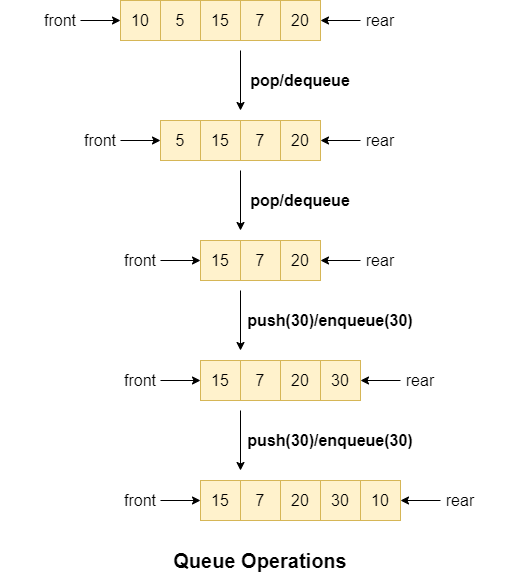 front 10 5 15 7 20 rear
pop/dequeue
front 5 15 7 20 rear
pop/dequeue
front 15 7 20 rear
push(30)/enqueue(30)
front 15 7 20 30 rear
push(30)/enqueue(30)
front 15 7 20 30 10 rear
Queue Operations